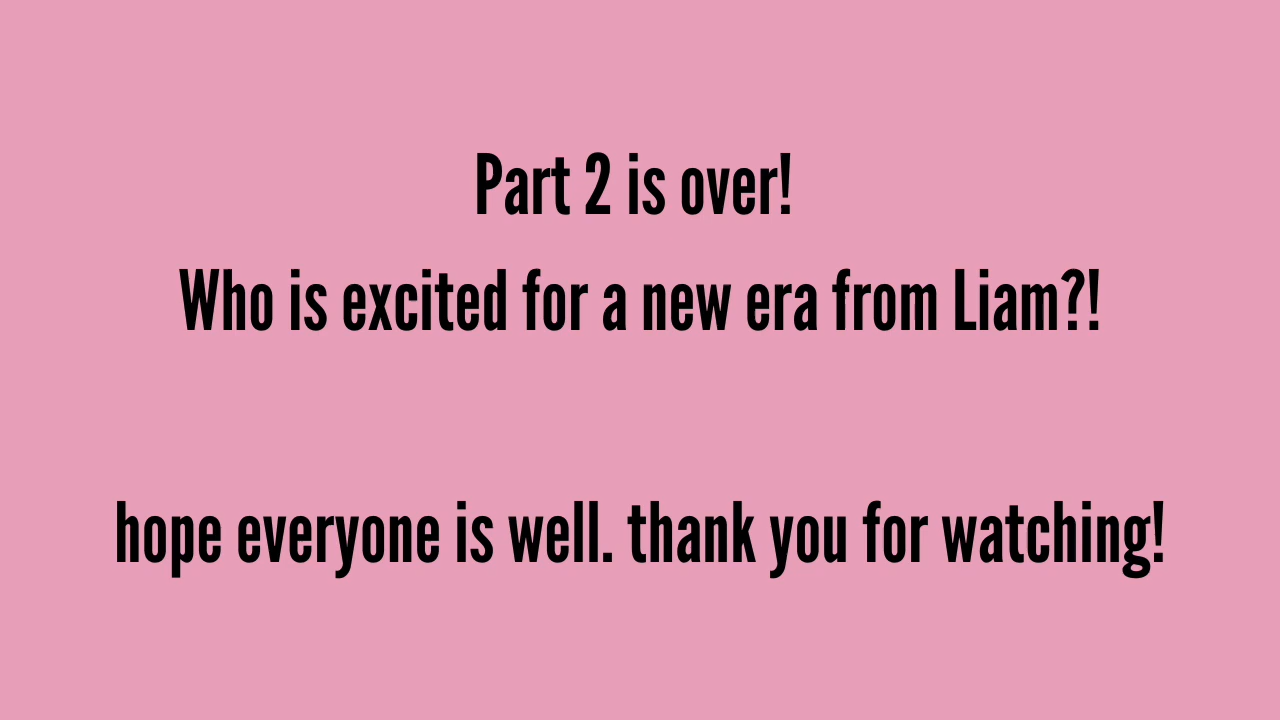 Part 2 is over!
Who is excited for a new era from Liam?!
hope everyone is well. thank you for watching!